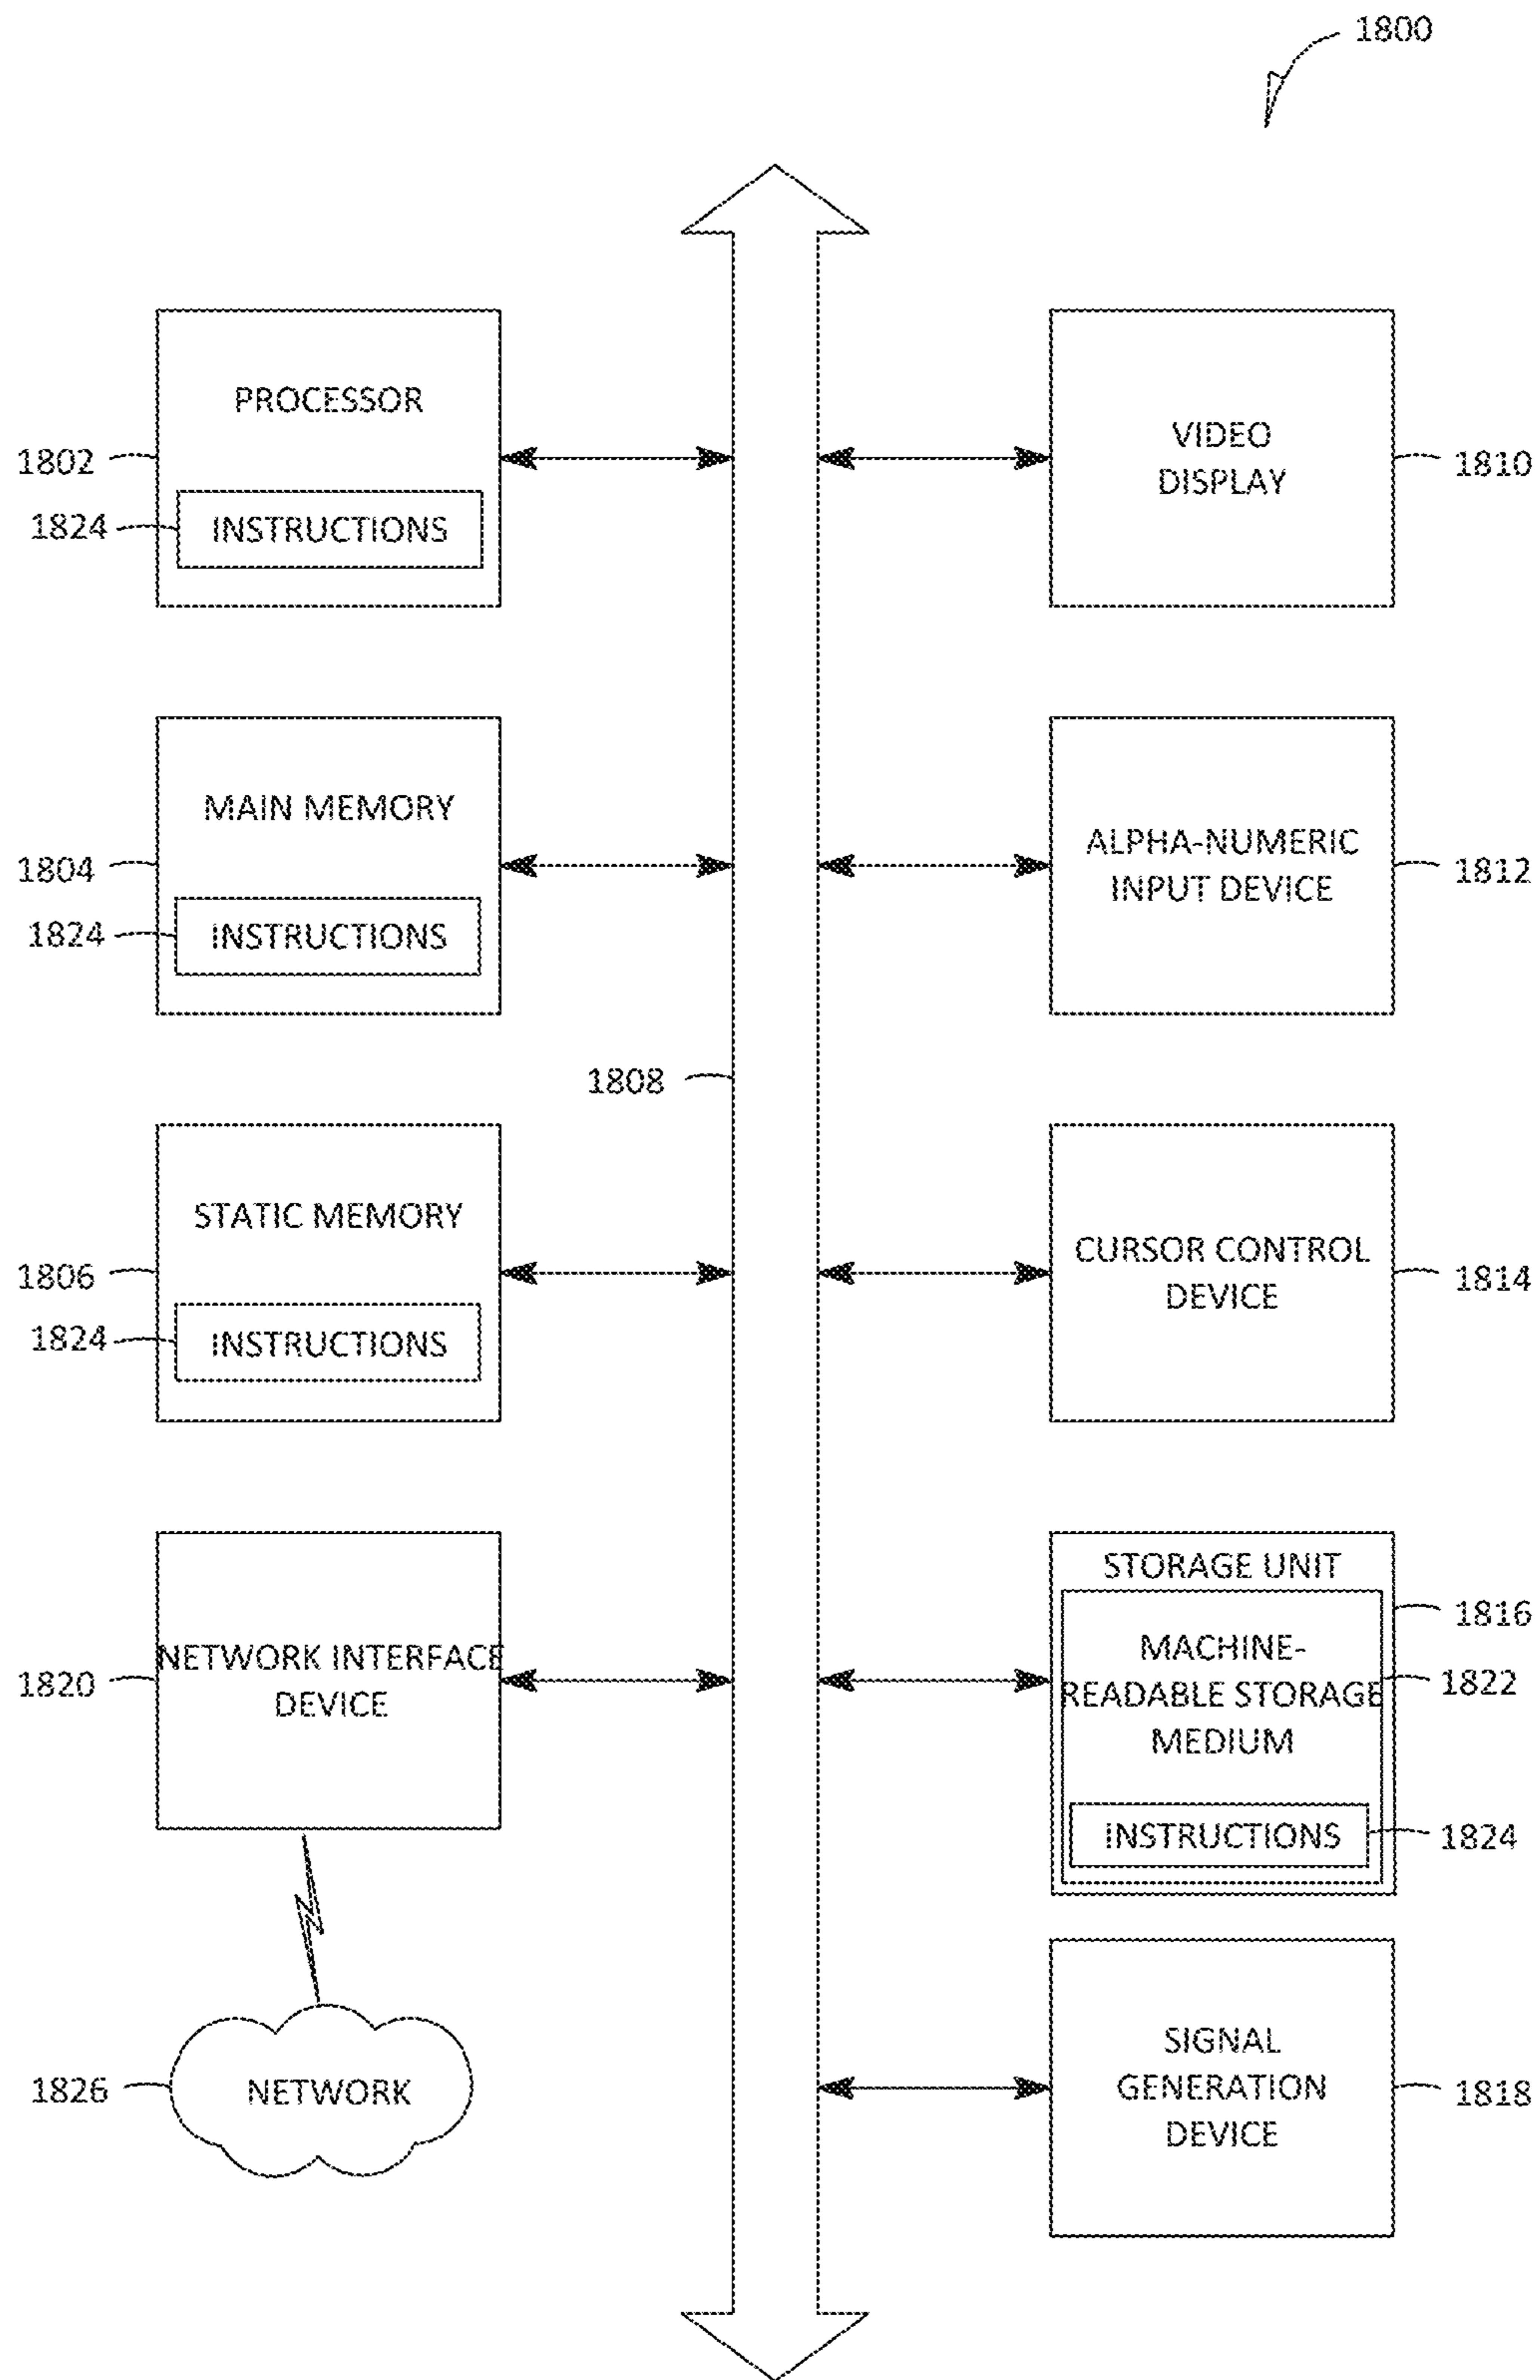 1800
PROCESSOR
1802
1824
INSTRUCTIONS
VIDEO
DISPLAY
1810
MAIN MEMORY
1804
1824
INSTRUCTIONS
ALPHA-NUMERIC
INPUT DEVICE
1812
1808
STATIC MEMORY
1806
1824
INSTRUCTIONS
CURSOR CONTROL
DEVICE
1814
NETWORK INTERFACE
DEVICE
1820
STORAGE UNIT
1816
MACHINE-
READABLE STORAGE
MEDIUM
1822
INSTRUCTIONS
1824
1826
NETWORK
SIGNAL
GENERATION
DEVICE
1818